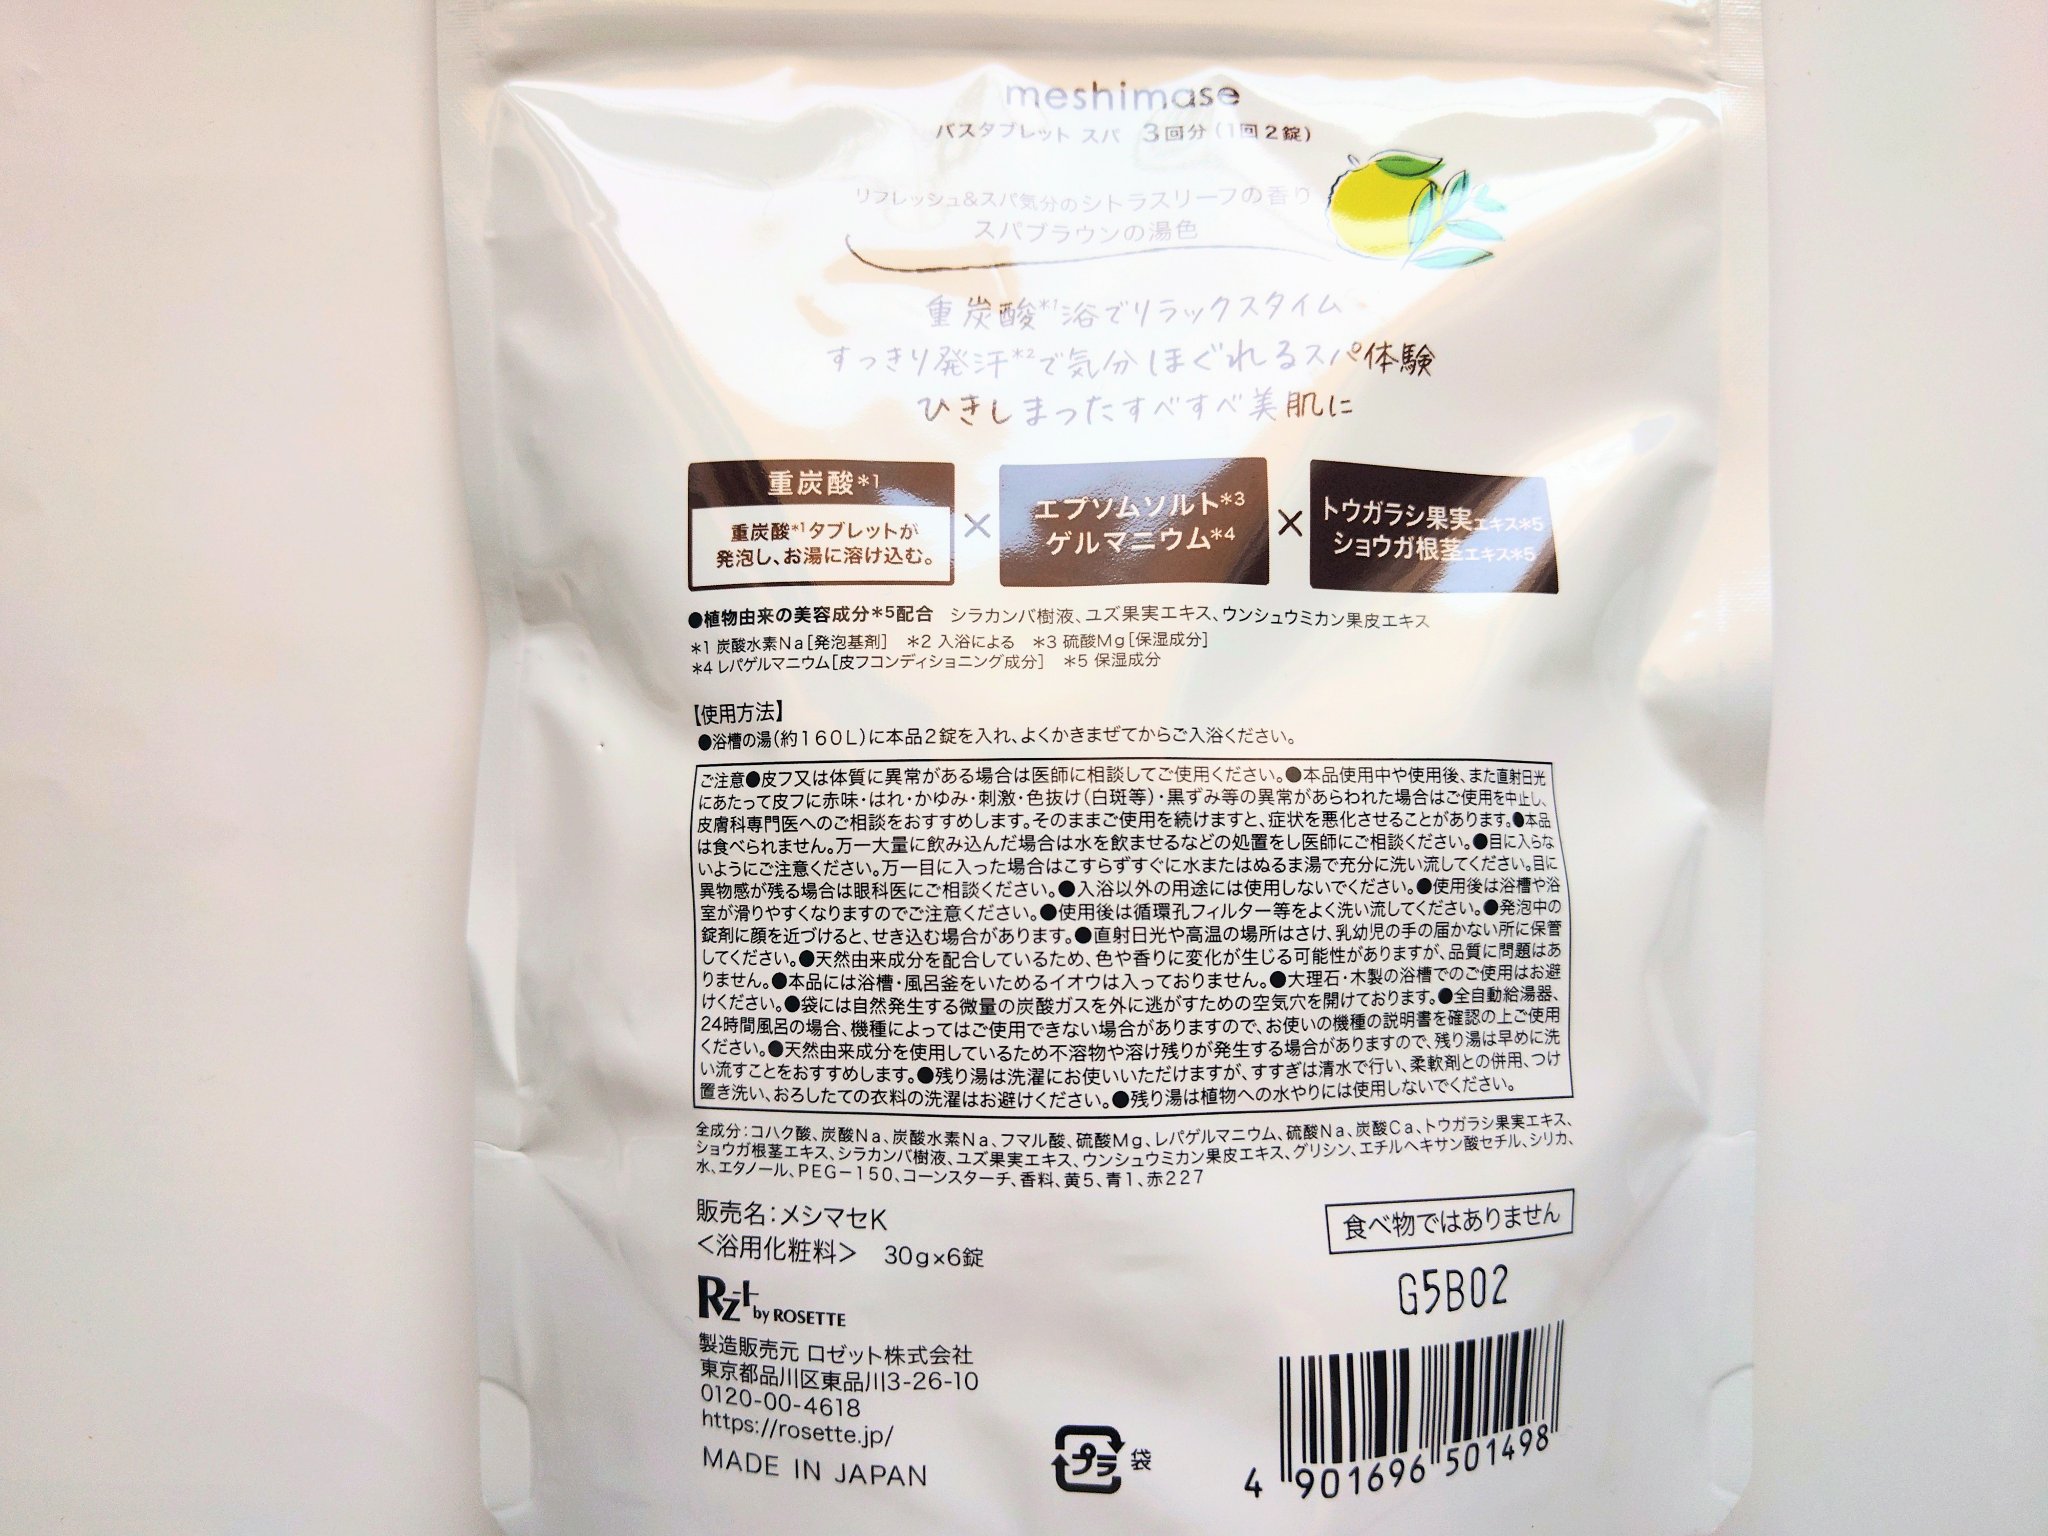 meshimase
バスタブレット スパ 3回分(1回2錠)
リフレッシュ&スパ気分のシトラスリーフの香り
スパブラウンの湯色
重炭酸*1浴でリラックスタイム
すっきり発汗*2で気分ほぐれるスパ体験
ひきしまったすべすべ美肌に
重炭酸*1
重炭酸*1タブレットが
発泡し、お湯に溶け込む。
×
エプソムソルト*3
ゲルマニウム*4
×
トウガラシ果実エキス*5
ショウガ根茎エキス*5
●植物由来の美容成分*5配合 シラカンバ樹液、ユズ果実エキス、ウンシュウミカン果皮エキス
*1 炭酸水素Na[発泡基剤] *2 入浴による *3 硫酸Mg[保湿成分]
*4 レパゲルマニウム[皮フコンディショニング成分] *5 保湿成分
【使用方法】
●浴槽の湯(約160L)に本品2錠を入れ、よくかきまぜてからご入浴ください。
ご注意●皮フ又は体質に異常がある場合は医師に相談してご使用ください。●本品使用中や使用後、また直射日光
にあたって皮フに赤味・はれ・かゆみ・刺激・色抜け(白斑等)・黒ずみ等の異常があらわれた場合はご使用を中止し、
皮膚科専門医へのご相談をおすすめします。そのままご使用を続けますと、症状を悪化させることがあります。●本品
は食べられません。万一大量に飲み込んだ場合は水を飲ませるなどの処置をし医師にご相談ください。●目に入らな
いようにご注意ください。万一目に入った場合はこすらずすぐに水またはぬるま湯で充分に洗い流してください。目に
異物感が残る場合は眼科医にご相談ください。●入浴以外の用途には使用しないでください。●使用後は浴槽や浴
室が滑りやすくなりますのでご注意ください。●使用後は循環孔フィルター等をよく洗い流してください。●発泡中の
錠剤に顔を近づけると、せき込む場合があります。●直射日光や高温の場所はさけ、乳幼児の手の届かない所に保管
してください。●天然由来成分を配合しているため、色や香りに変化が生じる可能性がありますが、品質に問題はあ
りません。●本品には浴槽・風呂釜をいためるイオウは入っておりません。●大理石・木製の浴槽でのご使用はお避
けください。●袋には自然発生する微量の炭酸ガスを外に逃がすための空気穴を開けております。●全自動給湯器、
24時間風呂の場合、機種によってはご使用できない場合がありますので、お使いの機種の説明書を確認の上ご使用
ください。●天然由来成分を使用しているため不溶物や溶け残りが発生する場合がありますので、残り湯は早めに洗
い流すことをおすすめします。●残り湯は洗濯にお使いいただけますが、すすぎは清水で行い、柔軟剤との併用、つけ
置き洗い、おろしたての衣料の洗濯はお避けください。●残り湯は植物への水やりには使用しないでください。
全成分:コハク酸、炭酸Na、炭酸水素Na、フマル酸、硫酸Mg、レパゲルマニウム、硫酸Na、炭酸Ca、トウガラシ果実エキス、
ショウガ根茎エキス、シラカンバ樹液、ユズ果実エキス、ウンシュウミカン果皮エキス、グリシン、エチルヘキサン酸セチル、シリカ、
水、エタノール、PEG-150、コーンスターチ、香料、黄5、青1、赤227
販売名:メシマセK
<浴用化粧料> 30g×6錠
食べ物ではありません
G5B02
Rz+ by ROSETTE
製造販売元 ロゼット株式会社
東京都品川区東品川3-26-10
0120-00-4618
https://rosette.jp/
MADE IN JAPAN
プラ 袋
4 901696 501498